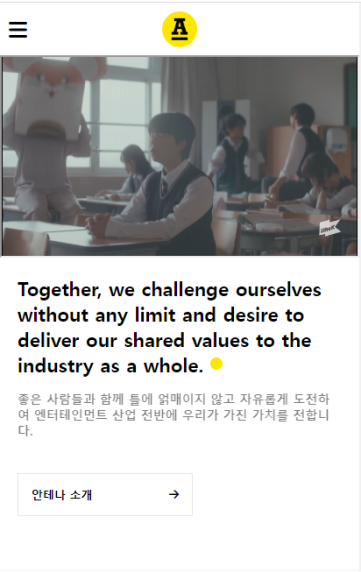 A
Together, we challenge ourselves
without any limit and desire to
deliver our shared values to the
industry as a whole.
좋은 사람들과 함께 틀에 얽매이지 않고 자유롭게 도전하
여 엔터테인먼트 산업 전반에 우리가 가진 가치를 전합니
다.
안테나 소개 →